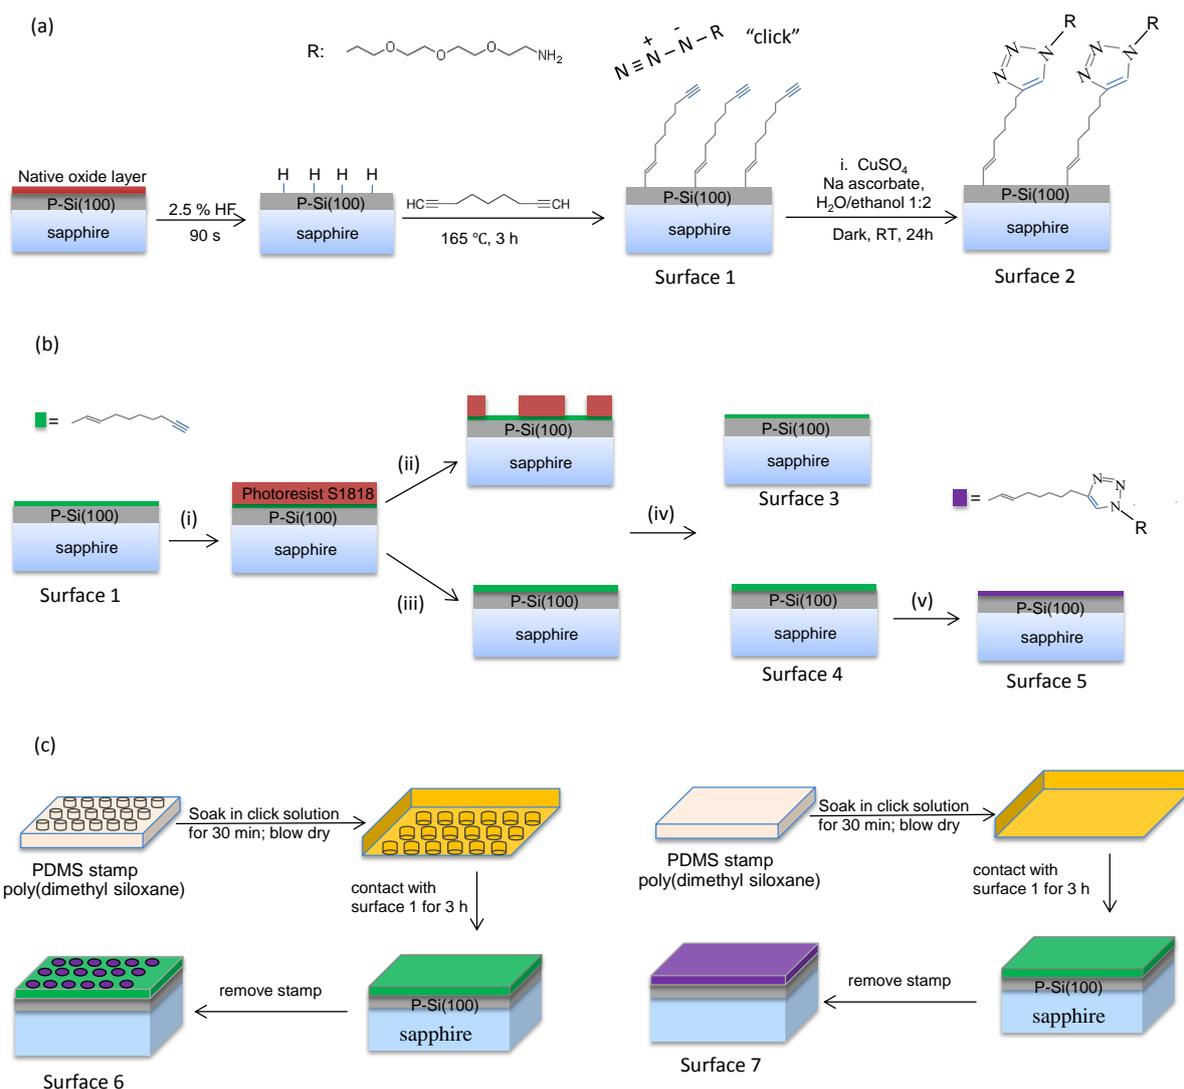 (a)
R:
O
O
O
NH2
N≡N–N–R
+
-
"click"
R
R
N
N
N
N
N
N
Native oxide layer
P-Si(100)
sapphire
2.5 % HF
90 s
H H H H
P-Si(100)
sapphire
HC
CH
165 ℃, 3 h
P-Si(100)
sapphire
Surface 1
i. CuSO4
Na ascorbate,
H2O/ethanol 1:2
Dark, RT, 24h
P-Si(100)
sapphire
Surface 2
(b)
=
P-Si(100)
sapphire
Surface 1
(i)
Photoresist S1818
P-Si(100)
sapphire
(ii)
P-Si(100)
sapphire
(iii)
P-Si(100)
sapphire
(iv)
P-Si(100)
sapphire
Surface 3
P-Si(100)
sapphire
Surface 4
(v)
=
N
N
N
R
P-Si(100)
sapphire
Surface 5
(c)
PDMS stamp
poly(dimethyl siloxane)
Soak in click solution
for 30 min; blow dry
contact with
surface 1 for 3 h
P-Si(100)
sapphire
remove stamp
Surface 6
PDMS stamp
poly(dimethyl siloxane)
Soak in click solution
for 30 min; blow dry
contact with
surface 1 for 3 h
P-Si(100)
sapphire
remove stamp
Surface 7